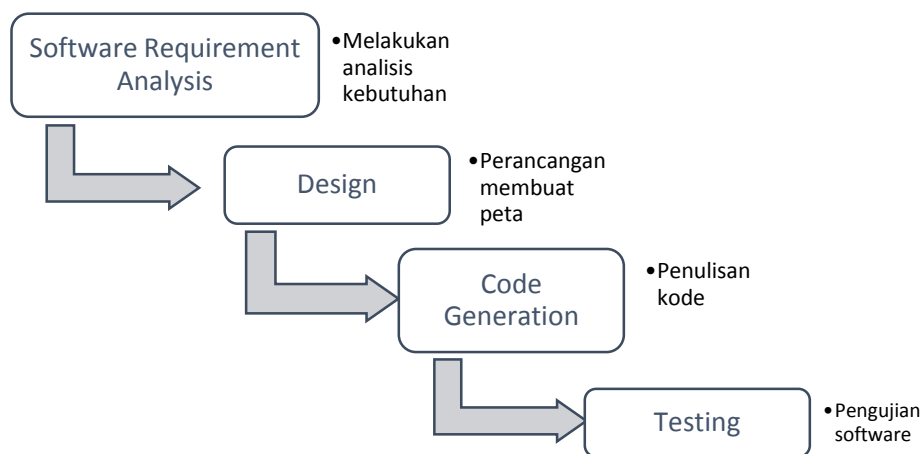 Software Requirement
Analysis
•Melakukan
analisis
kebutuhan
Design
•Perancangan
membuat
peta
Code
Generation
•Penulisan
kode
Testing
•Pengujian
software